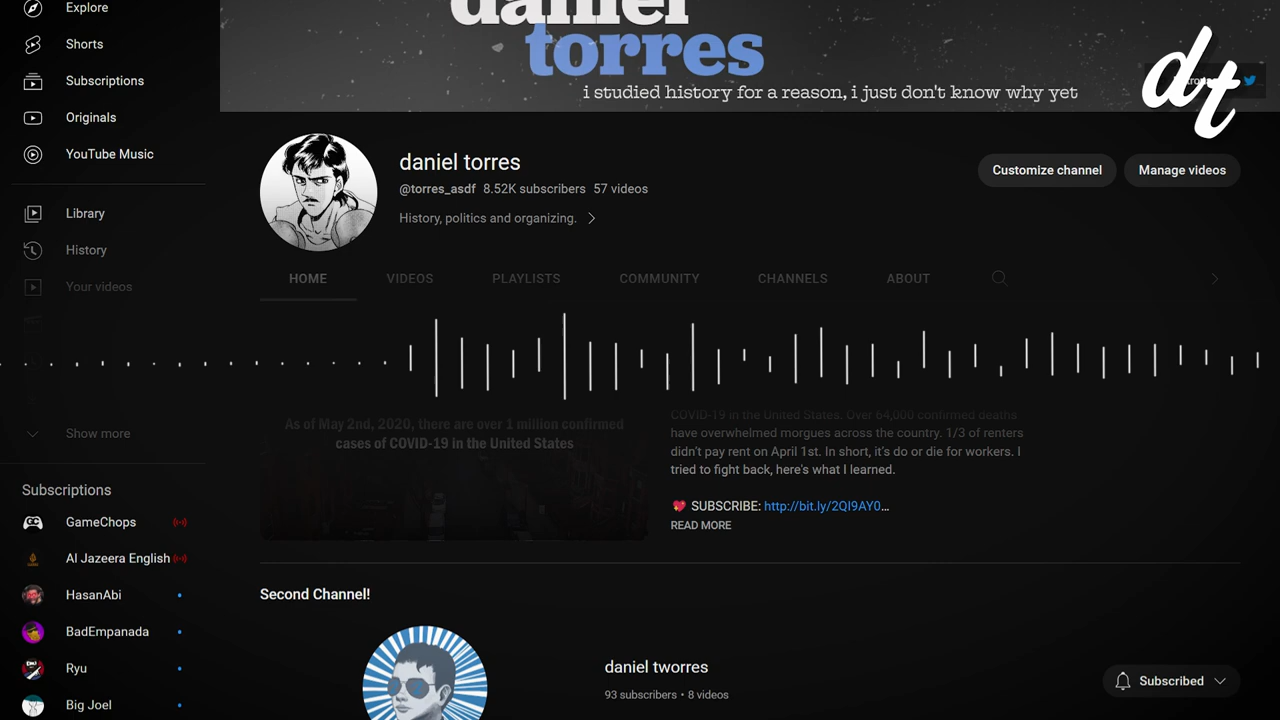 Explore
Shorts
Subscriptions
Originals
YouTube Music
Library
History
Your videos
Show more
Subscriptions
GameChops
Al Jazeera English
HasanAbi
BadEmpanada
Ryu
Big Joel
daniel
torres
i studied history for a reason, i just don't know why yet
dt
daniel torres
@torres_asdf 8.52K subscribers 57 videos
History, politics and organizing.
Customize channel
Manage videos
HOME VIDEOS PLAYLISTS COMMUNITY CHANNELS ABOUT
As of May 2nd, 2020, there are over 1 million confirmed
cases of COVID-19 in the United States
COVID-19 in the United States. Over 64,000 confirmed deaths
have overwhelmed morgues across the country. 1/3 of renters
didn't pay rent on April 1st. In short, it's do or die for workers. I
tried to fight back, here's what I learned.
💖 SUBSCRIBE: http://bit.ly/2QI9AY0...
READ MORE
Second Channel!
daniel tworres
93 subscribers • 8 videos
Subscribed